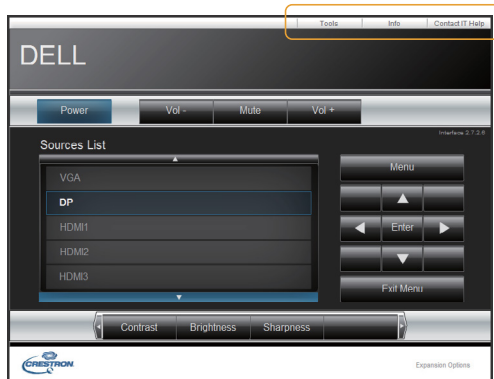 Tools Info Contact IT Help
DELL
Power Vol - Mute Vol +
Interface 2.7.2.6
Sources List
VGA
DP
HDMI1
HDMI2
HDMI3
Menu
Enter
Exit Menu
Contrast Brightness Sharpness
CRESTRON
Expansion Options